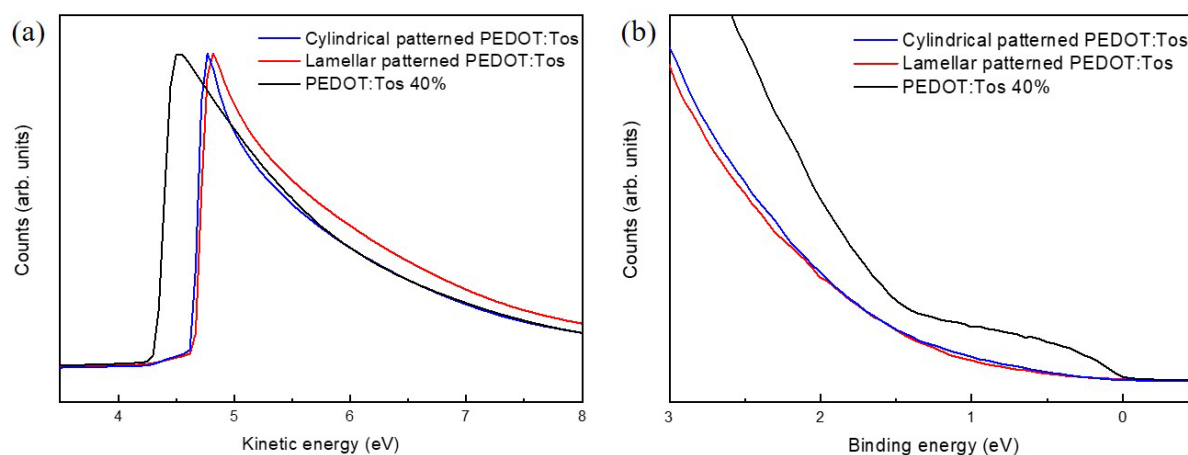 (a)
Cylindrical patterned PEDOT:Tos
Lamellar patterned PEDOT:Tos
PEDOT:Tos 40%
Counts (arb. units)
4 5 6 7 8
Kinetic energy (eV)
(b)
Cylindrical patterned PEDOT:Tos
Lamellar patterned PEDOT:Tos
PEDOT:Tos 40%
Counts (arb. units)
3 2 1 0
Binding energy (eV)